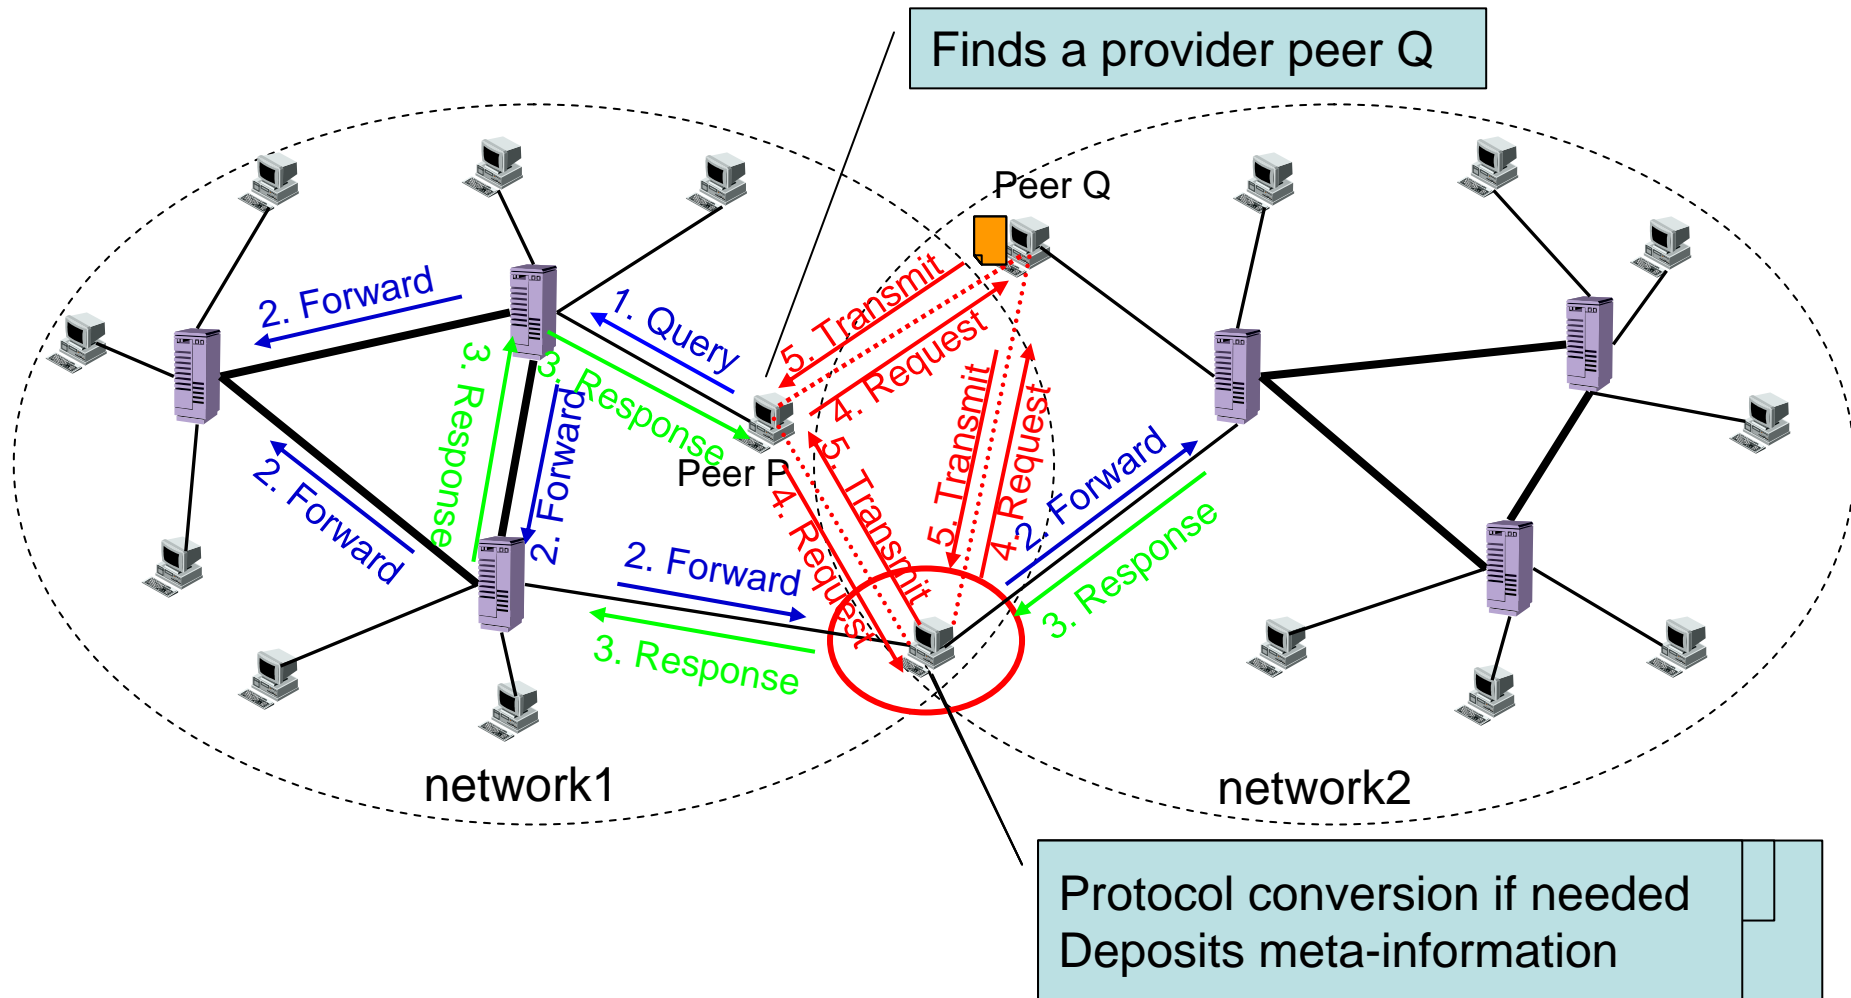 Finds a provider peer Q
Peer Q
2. Forward
1. Query
5. Transmit
4. Request
3. Response
3. Response
2. Forward
Peer P
5. Transmit
4. Request
2. Forward
5. Transmit
4. Request
2. Forward
3. Response
2. Forward
3. Response
network1
network2
Protocol conversion if needed
Deposits meta-information